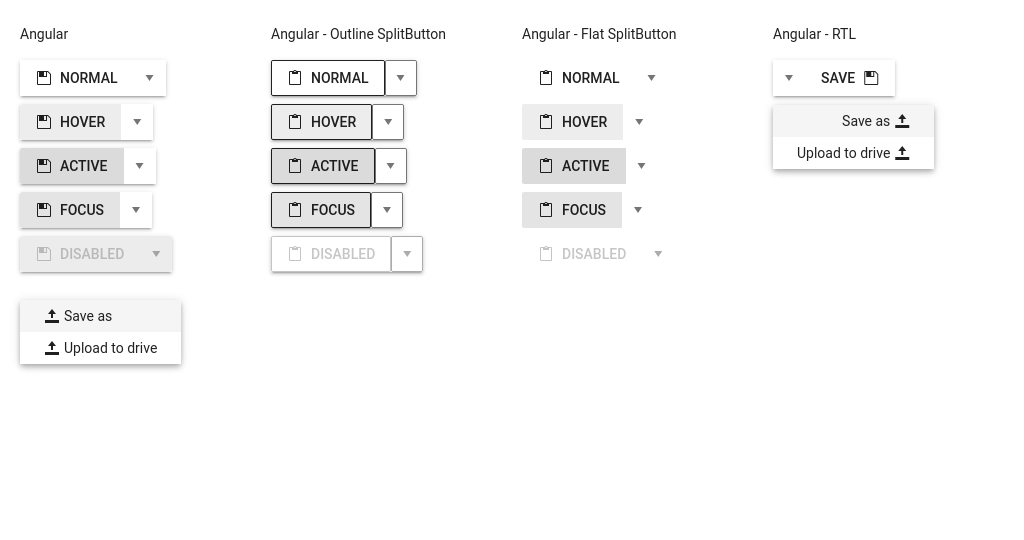 Angular
NORMAL
HOVER
ACTIVE
FOCUS
DISABLED
Save as
Upload to drive
Angular - Outline SplitButton
NORMAL
HOVER
ACTIVE
FOCUS
DISABLED
Angular - Flat SplitButton
NORMAL
HOVER
ACTIVE
FOCUS
DISABLED
Angular - RTL
SAVE
Save as
Upload to drive